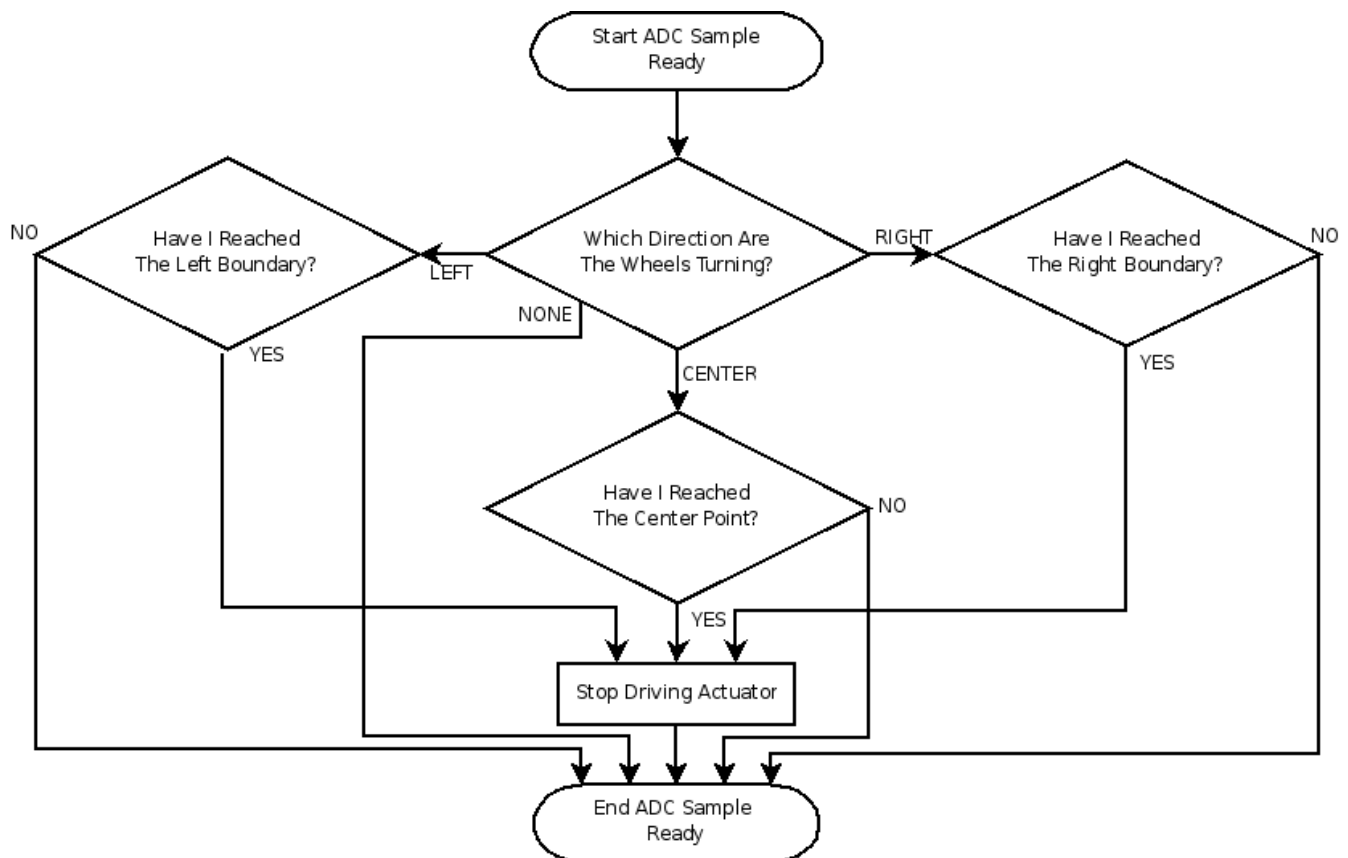 Start ADC Sample
Ready
Have I Reached
The Left Boundary?
Which Direction Are
The Wheels Turning?
Have I Reached
The Right Boundary?
NO
LEFT
RIGHT
NO
NONE
YES
CENTER
YES
Have I Reached
The Center Point?
NO
YES
Stop Driving Actuator
End ADC Sample
Ready